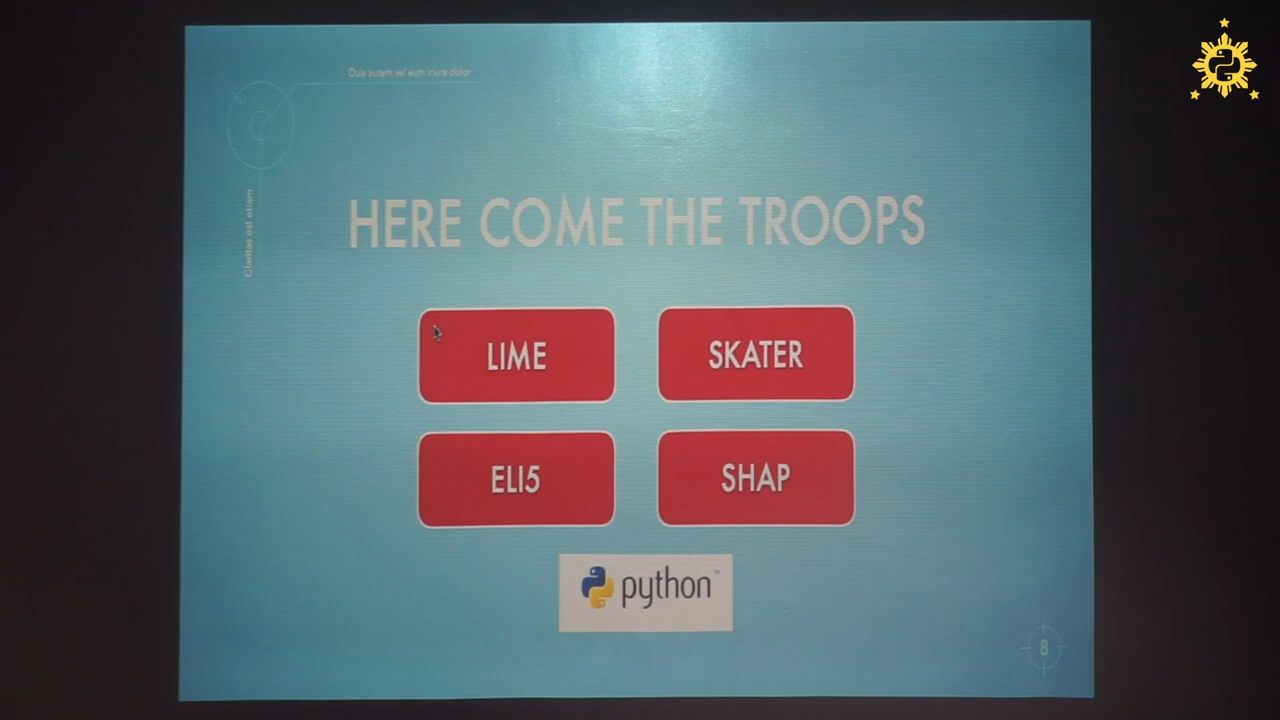 Duis autem vel eum iriure dolor
Claritas est etiam
HERE COME THE TROOPS
LIME
SKATER
ELI5
SHAP
python
8